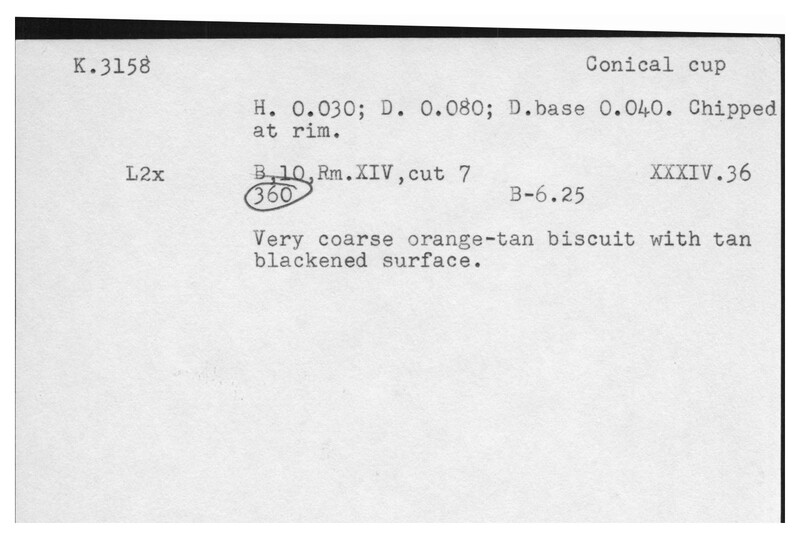 K.3158 Conical cup
H. 0.030; D. 0.080; D.base 0.040. Chipped
at rim.
L2x B,10,Rm.XIV,cut 7 XXXIV.36
360 B-6.25
Very coarse orange-tan biscuit with tan
blackened surface.